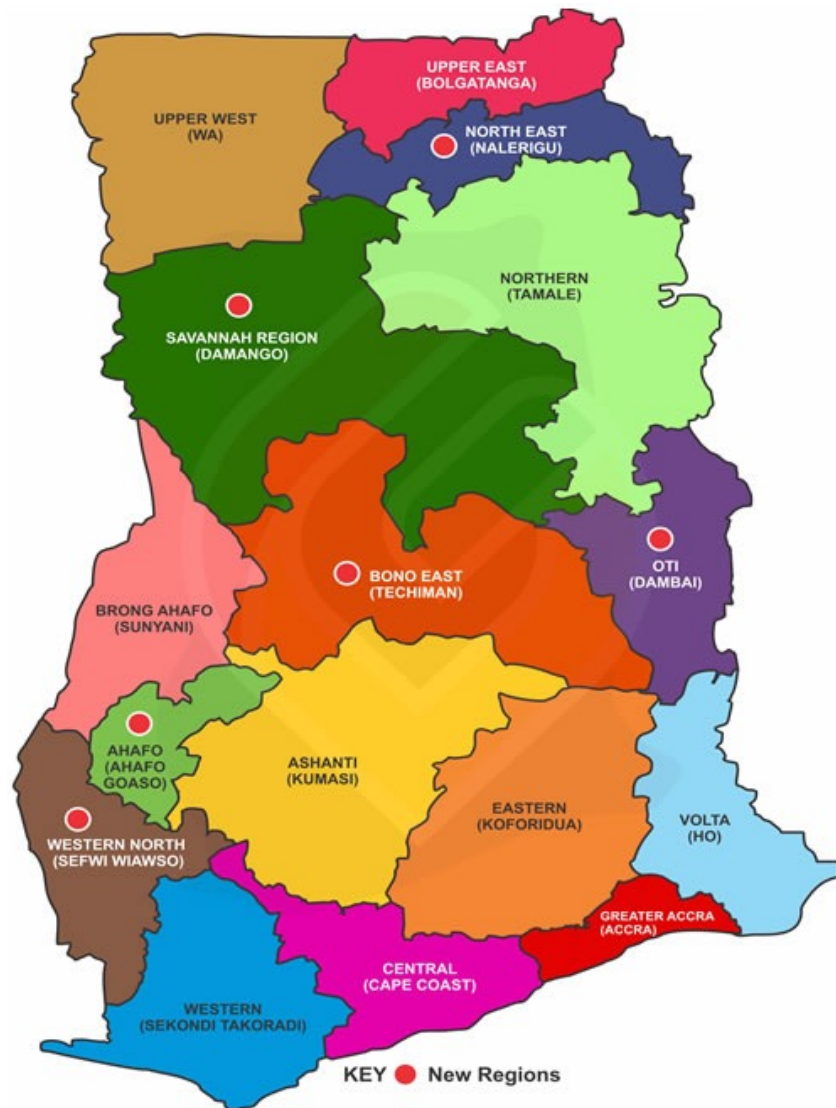 UPPER EAST
(BOLGATANGA)
UPPER WEST
(WA)
NORTH EAST
(NALERIGU)
NORTHERN
(TAMALE)
SAVANNAH REGION
(DAMANGO)
OTI
(DAMBAI)
BONO EAST
(TECHIMAN)
BRONG AHAFO
(SUNYANI)
AHAFO
(AHAFO
GOASO)
ASHANTI
(KUMASI)
EASTERN
(KOFORIDUA)
VOLTA
(HO)
WESTERN NORTH
(SEFWI WIAWSO)
GREATER ACCRA
(ACCRA)
CENTRAL
(CAPE COAST)
WESTERN
(SEKONDI TAKORADI)
KEY New Regions